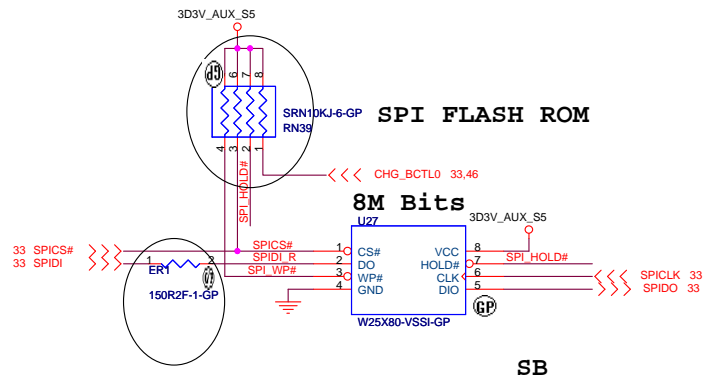 3D3V_AUX_S5
GP
5 6 7 8
SRN10KJ-6-GP
RN39
SPI FLASH ROM
4 3 2 1
SPI_HOLD#
CHG_BCTL0 33,46
8M Bits
U27
3D3V_AUX_S5
33 SPICS#
SPICS# 1 CS# VCC 8
33 SPIDI 1 2 SPIDI_R 2 DO HOLD# 7 SPI_HOLD#
ER1 SPI_WP# 3 WP# CLK 6 SPICLK 33
4 GND DIO 5 SPIDO 33
150R2F-1-GP
GP
W25X80-VSSI-GP
SB